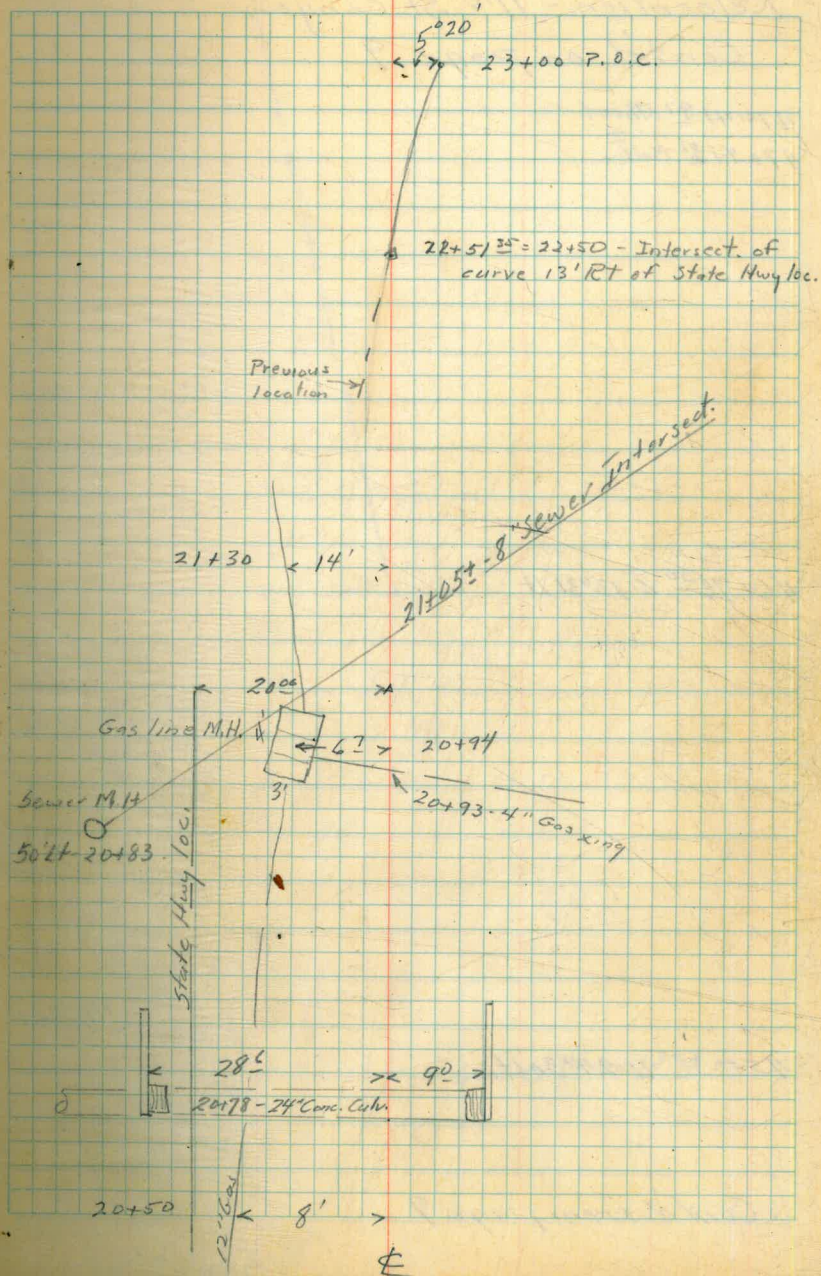 5°20'
23+00 P.O.C.
22+51 35 = 22+50 - Intersect. of
curve 13' Rt of State Hwy loc.
Previous
location
21+05± - 8" Sewer Intersect.
21+30 14'
20 06
Gas line M.H. 4'
6 7 20+94
3'
20+93 - 4" Gas xing
Sewer M.H
50' Lt - 20+83
State Hwy loc.
28 6 9 0
20+78 - 24" Conc. Culv.
20+50 8'
12" Gas
℄